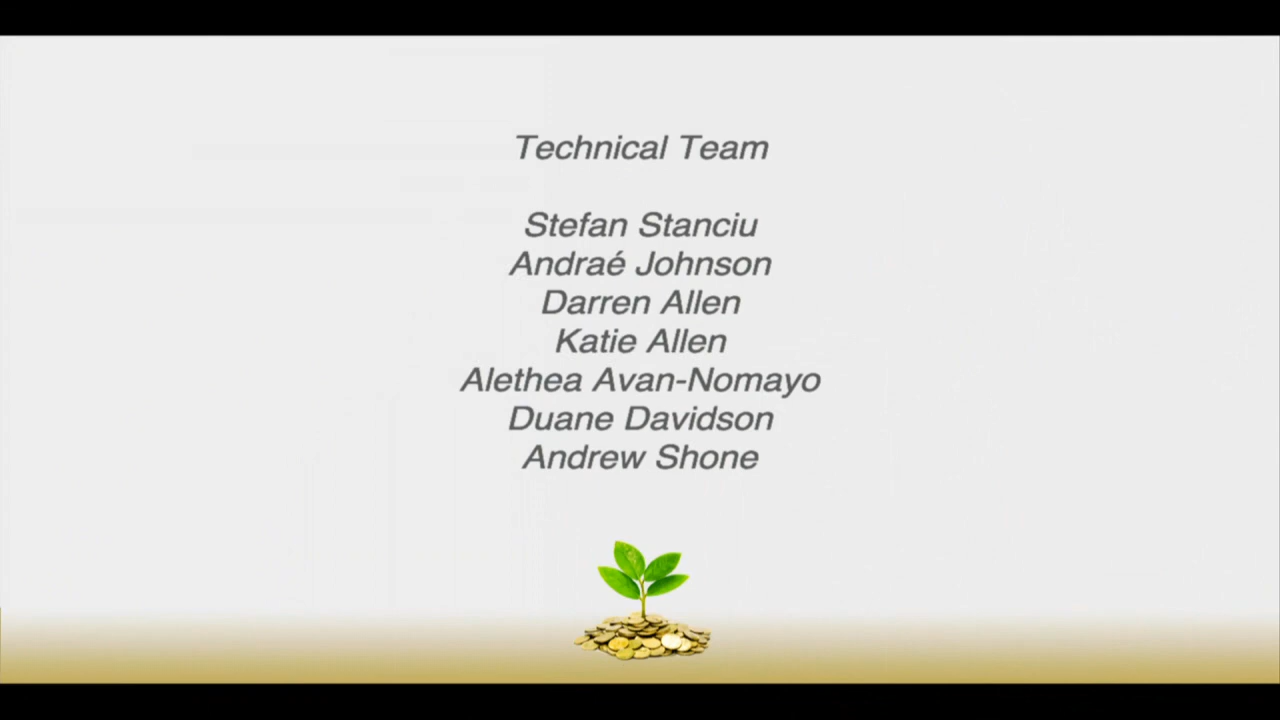 Technical Team
Stefan Stanciu
Andraé Johnson
Darren Allen
Katie Allen
Alethea Avan-Nomayo
Duane Davidson
Andrew Shone